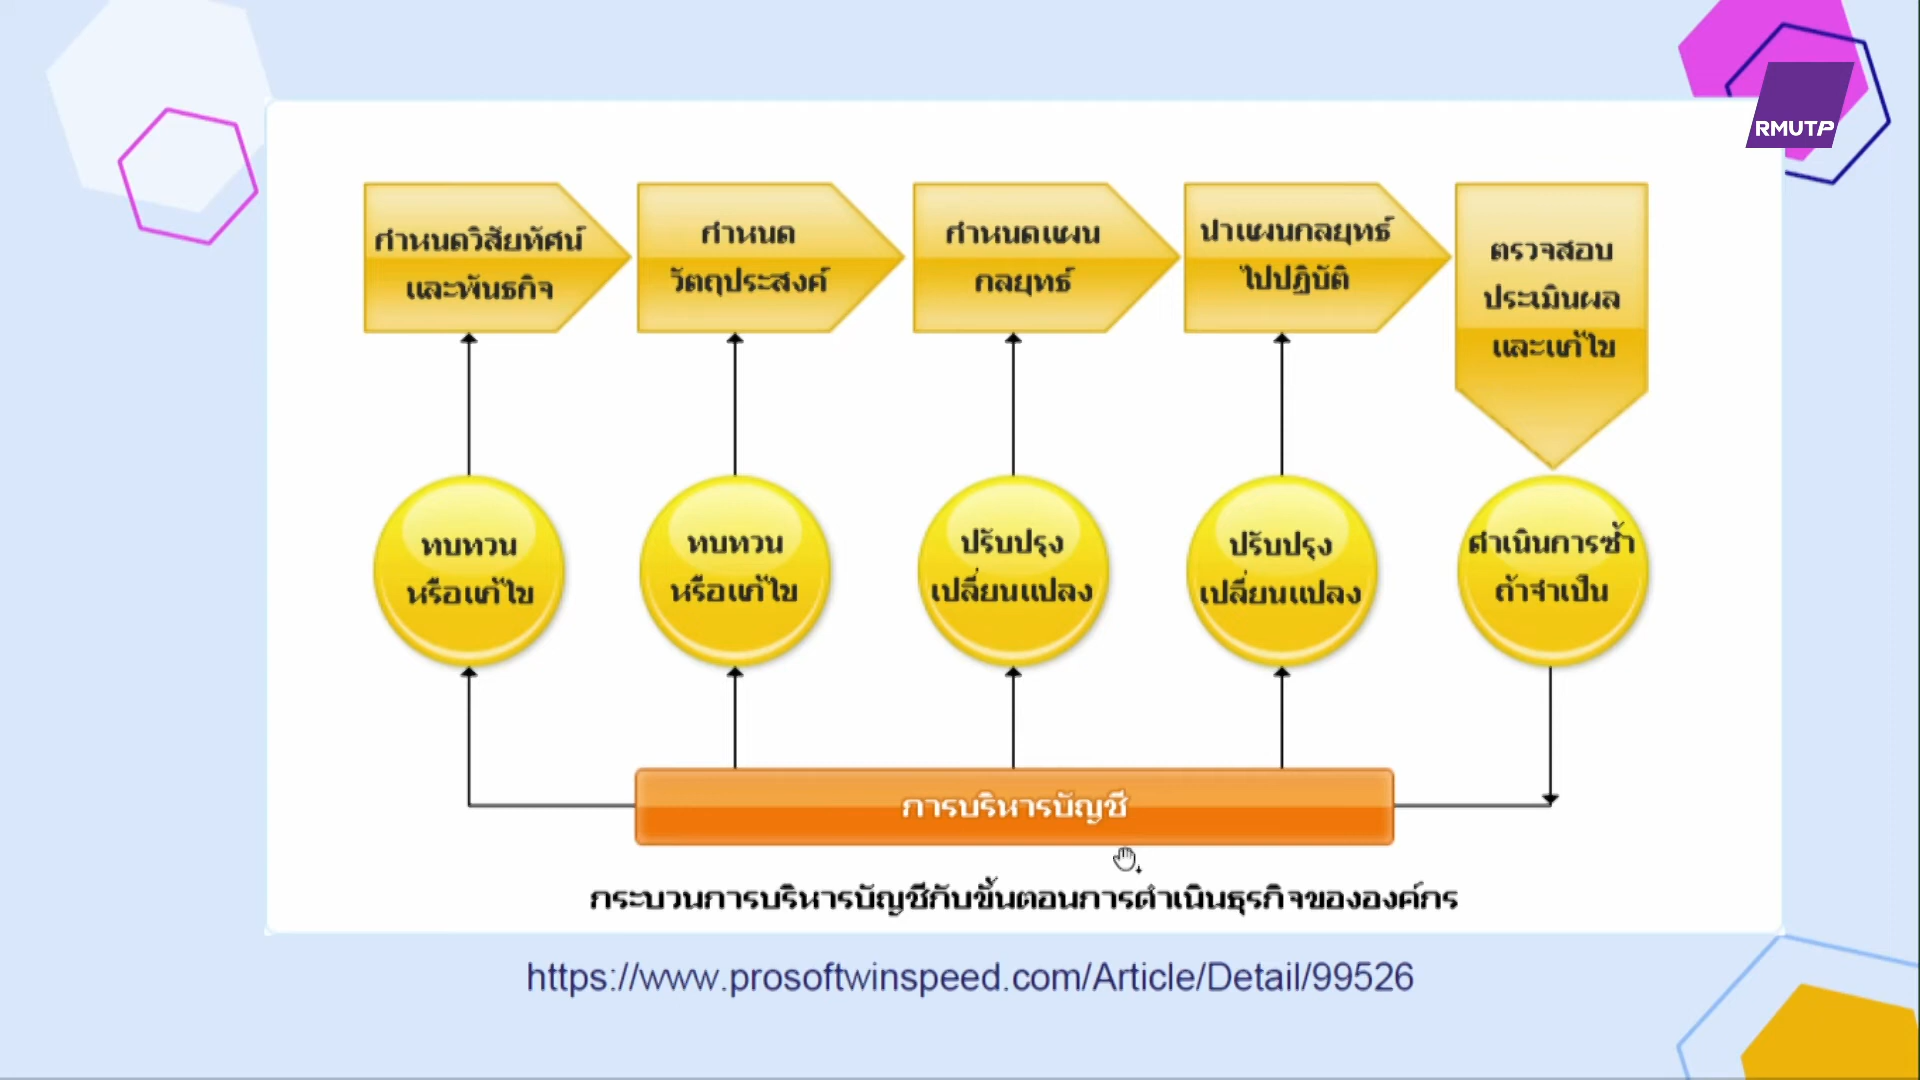 RMUTP
กำหนดวิสัยทัศน์
และพันธกิจ
กำหนด
วัตถุประสงค์
กำหนดแผน
กลยุทธ์
นำแผนกลยุทธ์
ไปปฏิบัติ
ตรวจสอบ
ประเมินผล
และแก้ไข
ทบทวน
หรือแก้ไข
ทบทวน
หรือแก้ไข
ปรับปรุง
เปลี่ยนแปลง
ปรับปรุง
เปลี่ยนแปลง
ดำเนินการซ้ำ
ถ้าจำเป็น
การบริหารบัญชี
กระบวนการบริหารบัญชีกับขั้นตอนการดำเนินธุรกิจขององค์กร
https://www.prosoftwinspeed.com/Article/Detail/99526